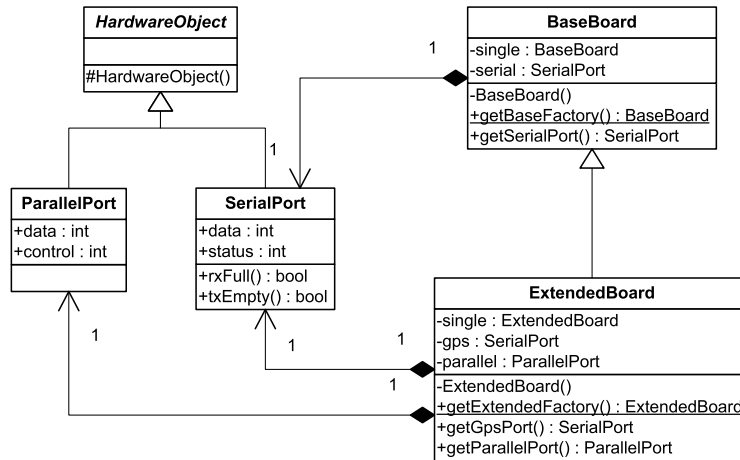 HardwareObject
#HardwareObject()
BaseBoard
-single : BaseBoard
-serial : SerialPort
-BaseBoard()
+getBaseFactory() : BaseBoard
+getSerialPort() : SerialPort
1
1
ParallelPort
+data : int
+control : int
SerialPort
+data : int
+status : int
+rxFull() : bool
+txEmpty() : bool
ExtendedBoard
-single : ExtendedBoard
-gps : SerialPort
-parallel : ParallelPort
-ExtendedBoard()
+getExtendedFactory() : ExtendedBoard
+getGpsPort() : SerialPort
+getParallelPort() : ParallelPort
1
1
1
1